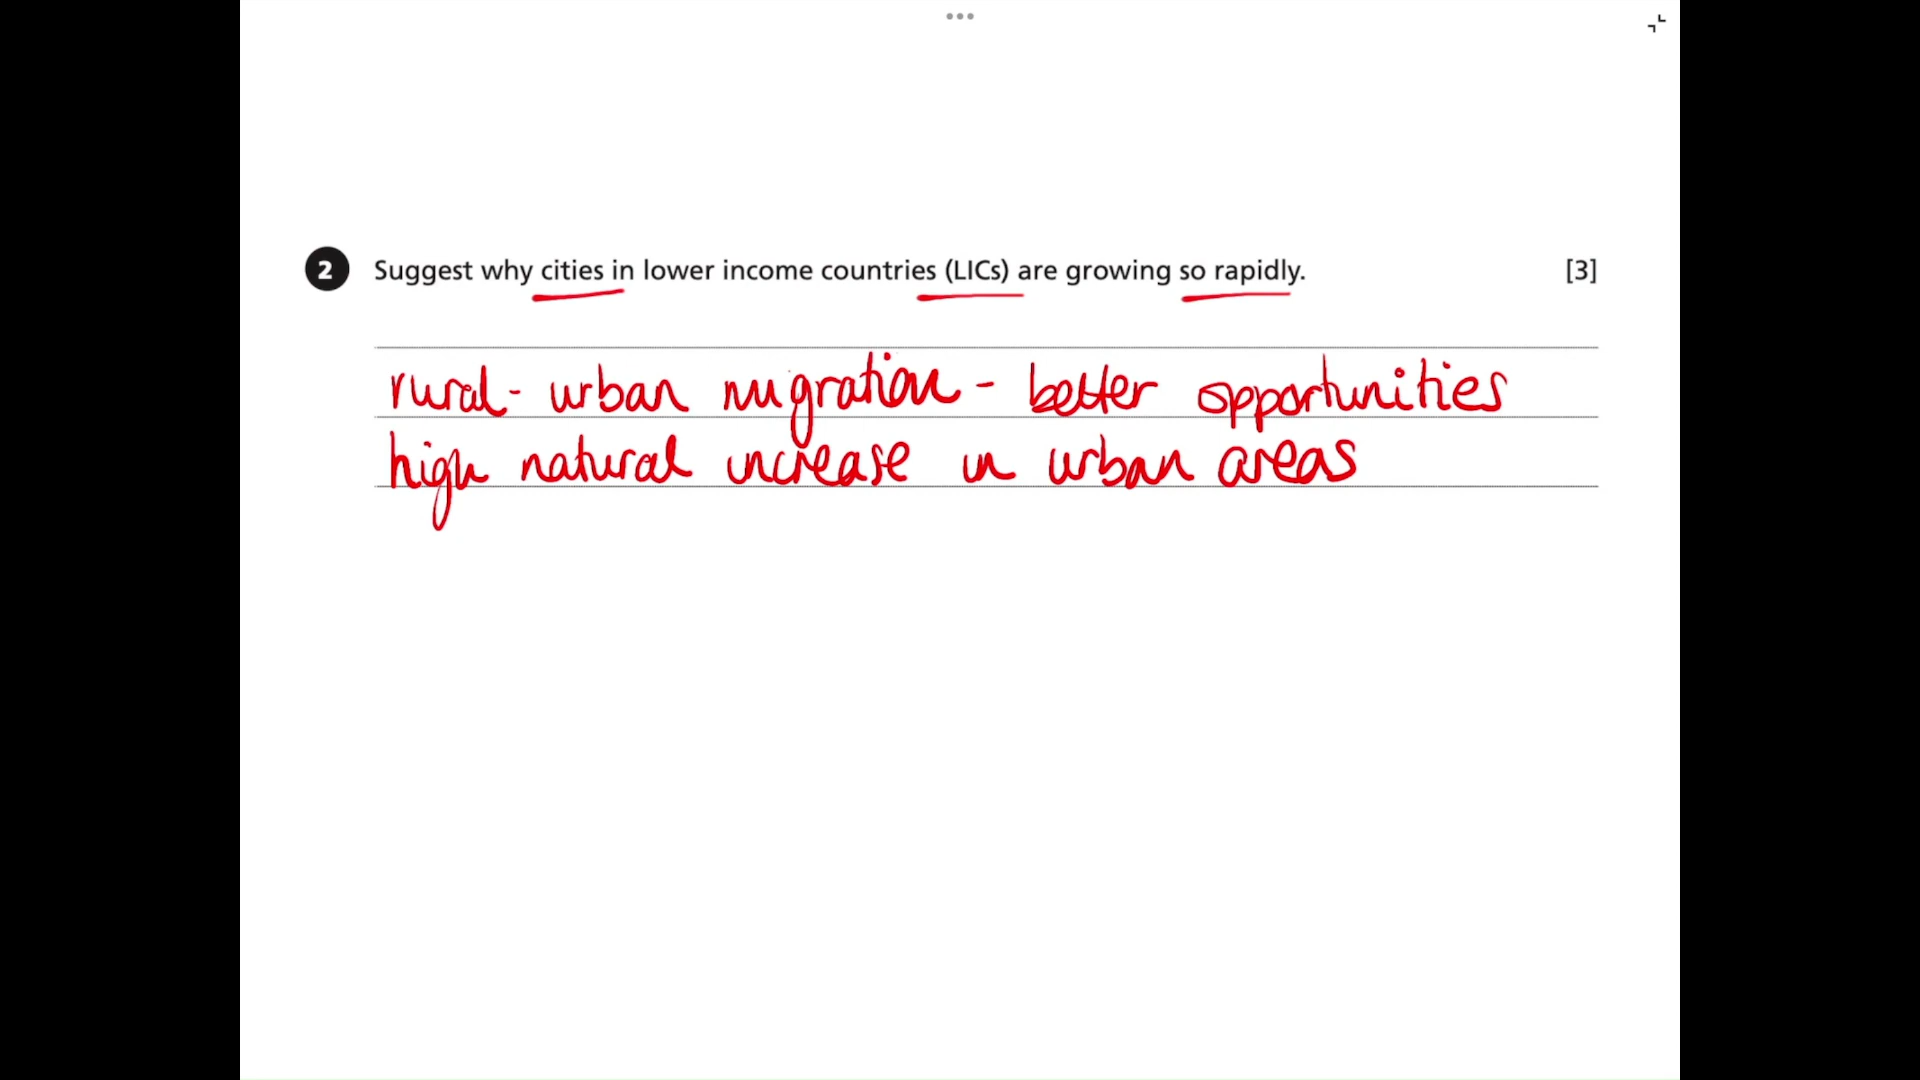 2 Suggest why cities in lower income countries (LICs) are growing so rapidly. [3]
rural-urban migration - better opportunities
high natural increase in urban areas